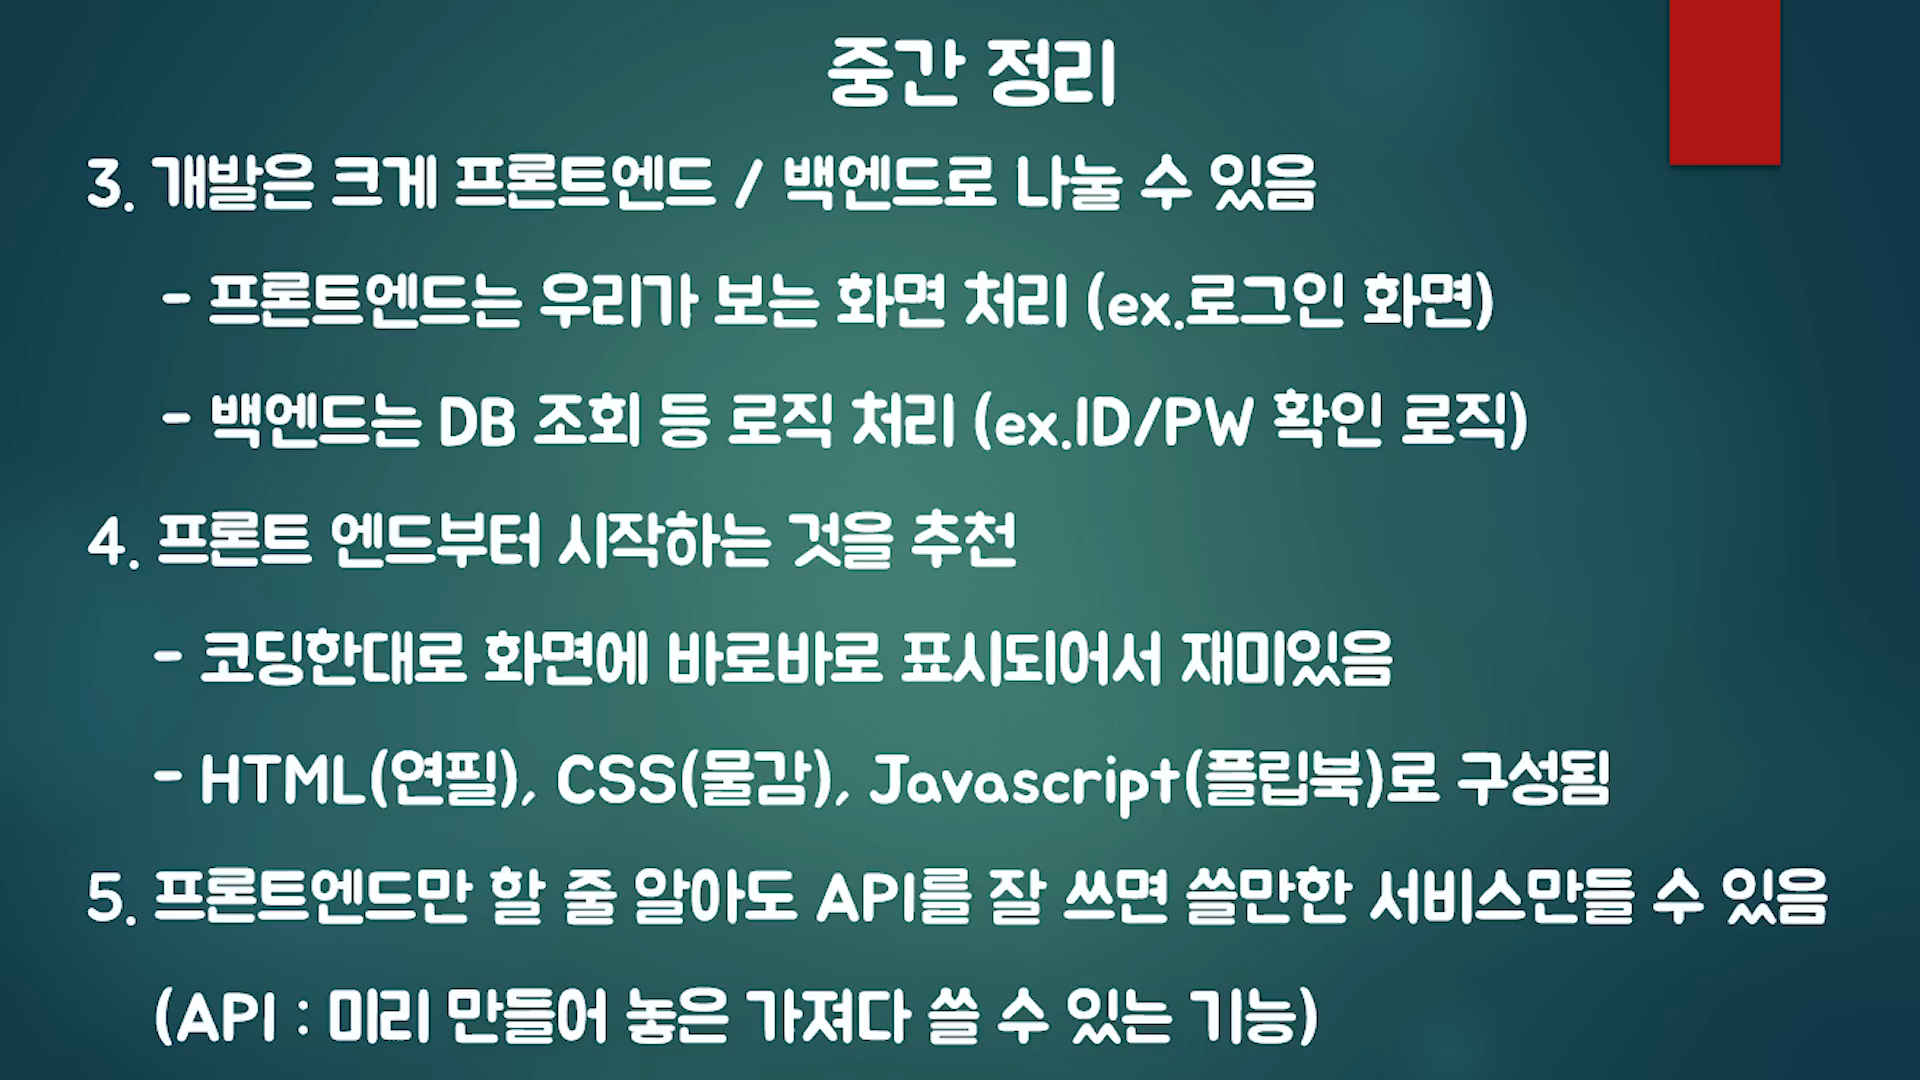 중간 정리
3. 개발은 크게 프론트엔드 / 백엔드로 나눌 수 있음
- 프론트엔드는 우리가 보는 화면 처리 (ex.로그인 화면)
- 백엔드는 DB 조회 등 로직 처리 (ex.ID/PW 확인 로직)
4. 프론트 엔드부터 시작하는 것을 추천
- 코딩한대로 화면에 바로바로 표시되어서 재미있음
- HTML(연필), CSS(물감), Javascript(플립북)로 구성됨
5. 프론트엔드만 할 줄 알아도 API를 잘 쓰면 쓸만한 서비스만들 수 있음
(API : 미리 만들어 놓은 가져다 쓸 수 있는 기능)